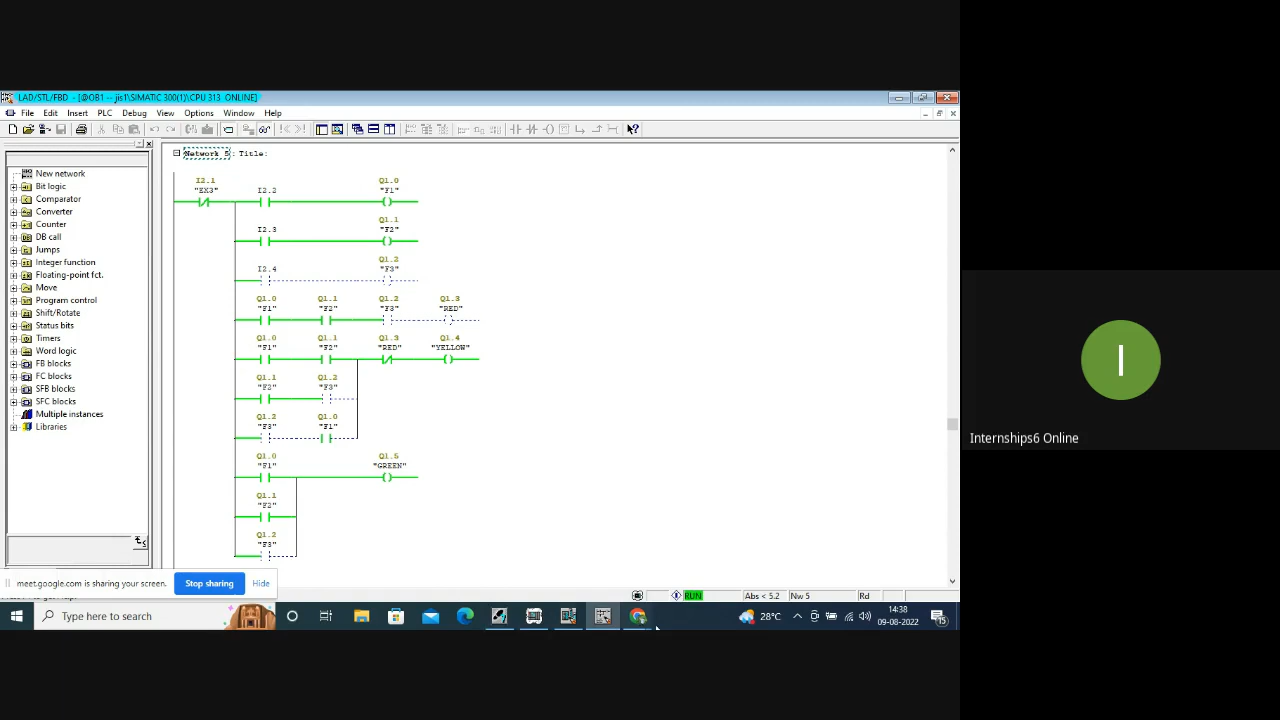 LAD/STL/FBD - [@OB1 -- jis1\SIMATIC 300(1)\CPU 313 ONLINE]
File Edit Insert PLC Debug View Options Window Help
New network
Bit logic
Comparator
Converter
Counter
DB call
Jumps
Integer function
Floating-point fct.
Move
Program control
Shift/Rotate
Status bits
Timers
Word logic
FB blocks
FC blocks
SFB blocks
SFC blocks
Multiple instances
Libraries
Network 5: Title:
I2.1 Q1.0
"EX3" I2.2 "F1"
Q1.1
I2.3 "F2"
Q1.2
I2.4 "F3"
Q1.0 Q1.1 Q1.2 Q1.3
"F1" "F2" "F3" "RED"
Q1.0 Q1.1 Q1.3 Q1.4
"F1" "F2" "RED" "YELLOW"
Q1.1 Q1.2
"F2" "F3"
Q1.2 Q1.0
"F3" "F1"
Q1.0 Q1.5
"F1" "GREEN"
Q1.1
"F2"
Q1.2
"F3"
meet.google.com is sharing your screen. Stop sharing Hide
RUN Abs < 5.2 Nw 5 Rd
Type here to search
28°C
14:38
09-08-2022
15
I
Internships6 Online